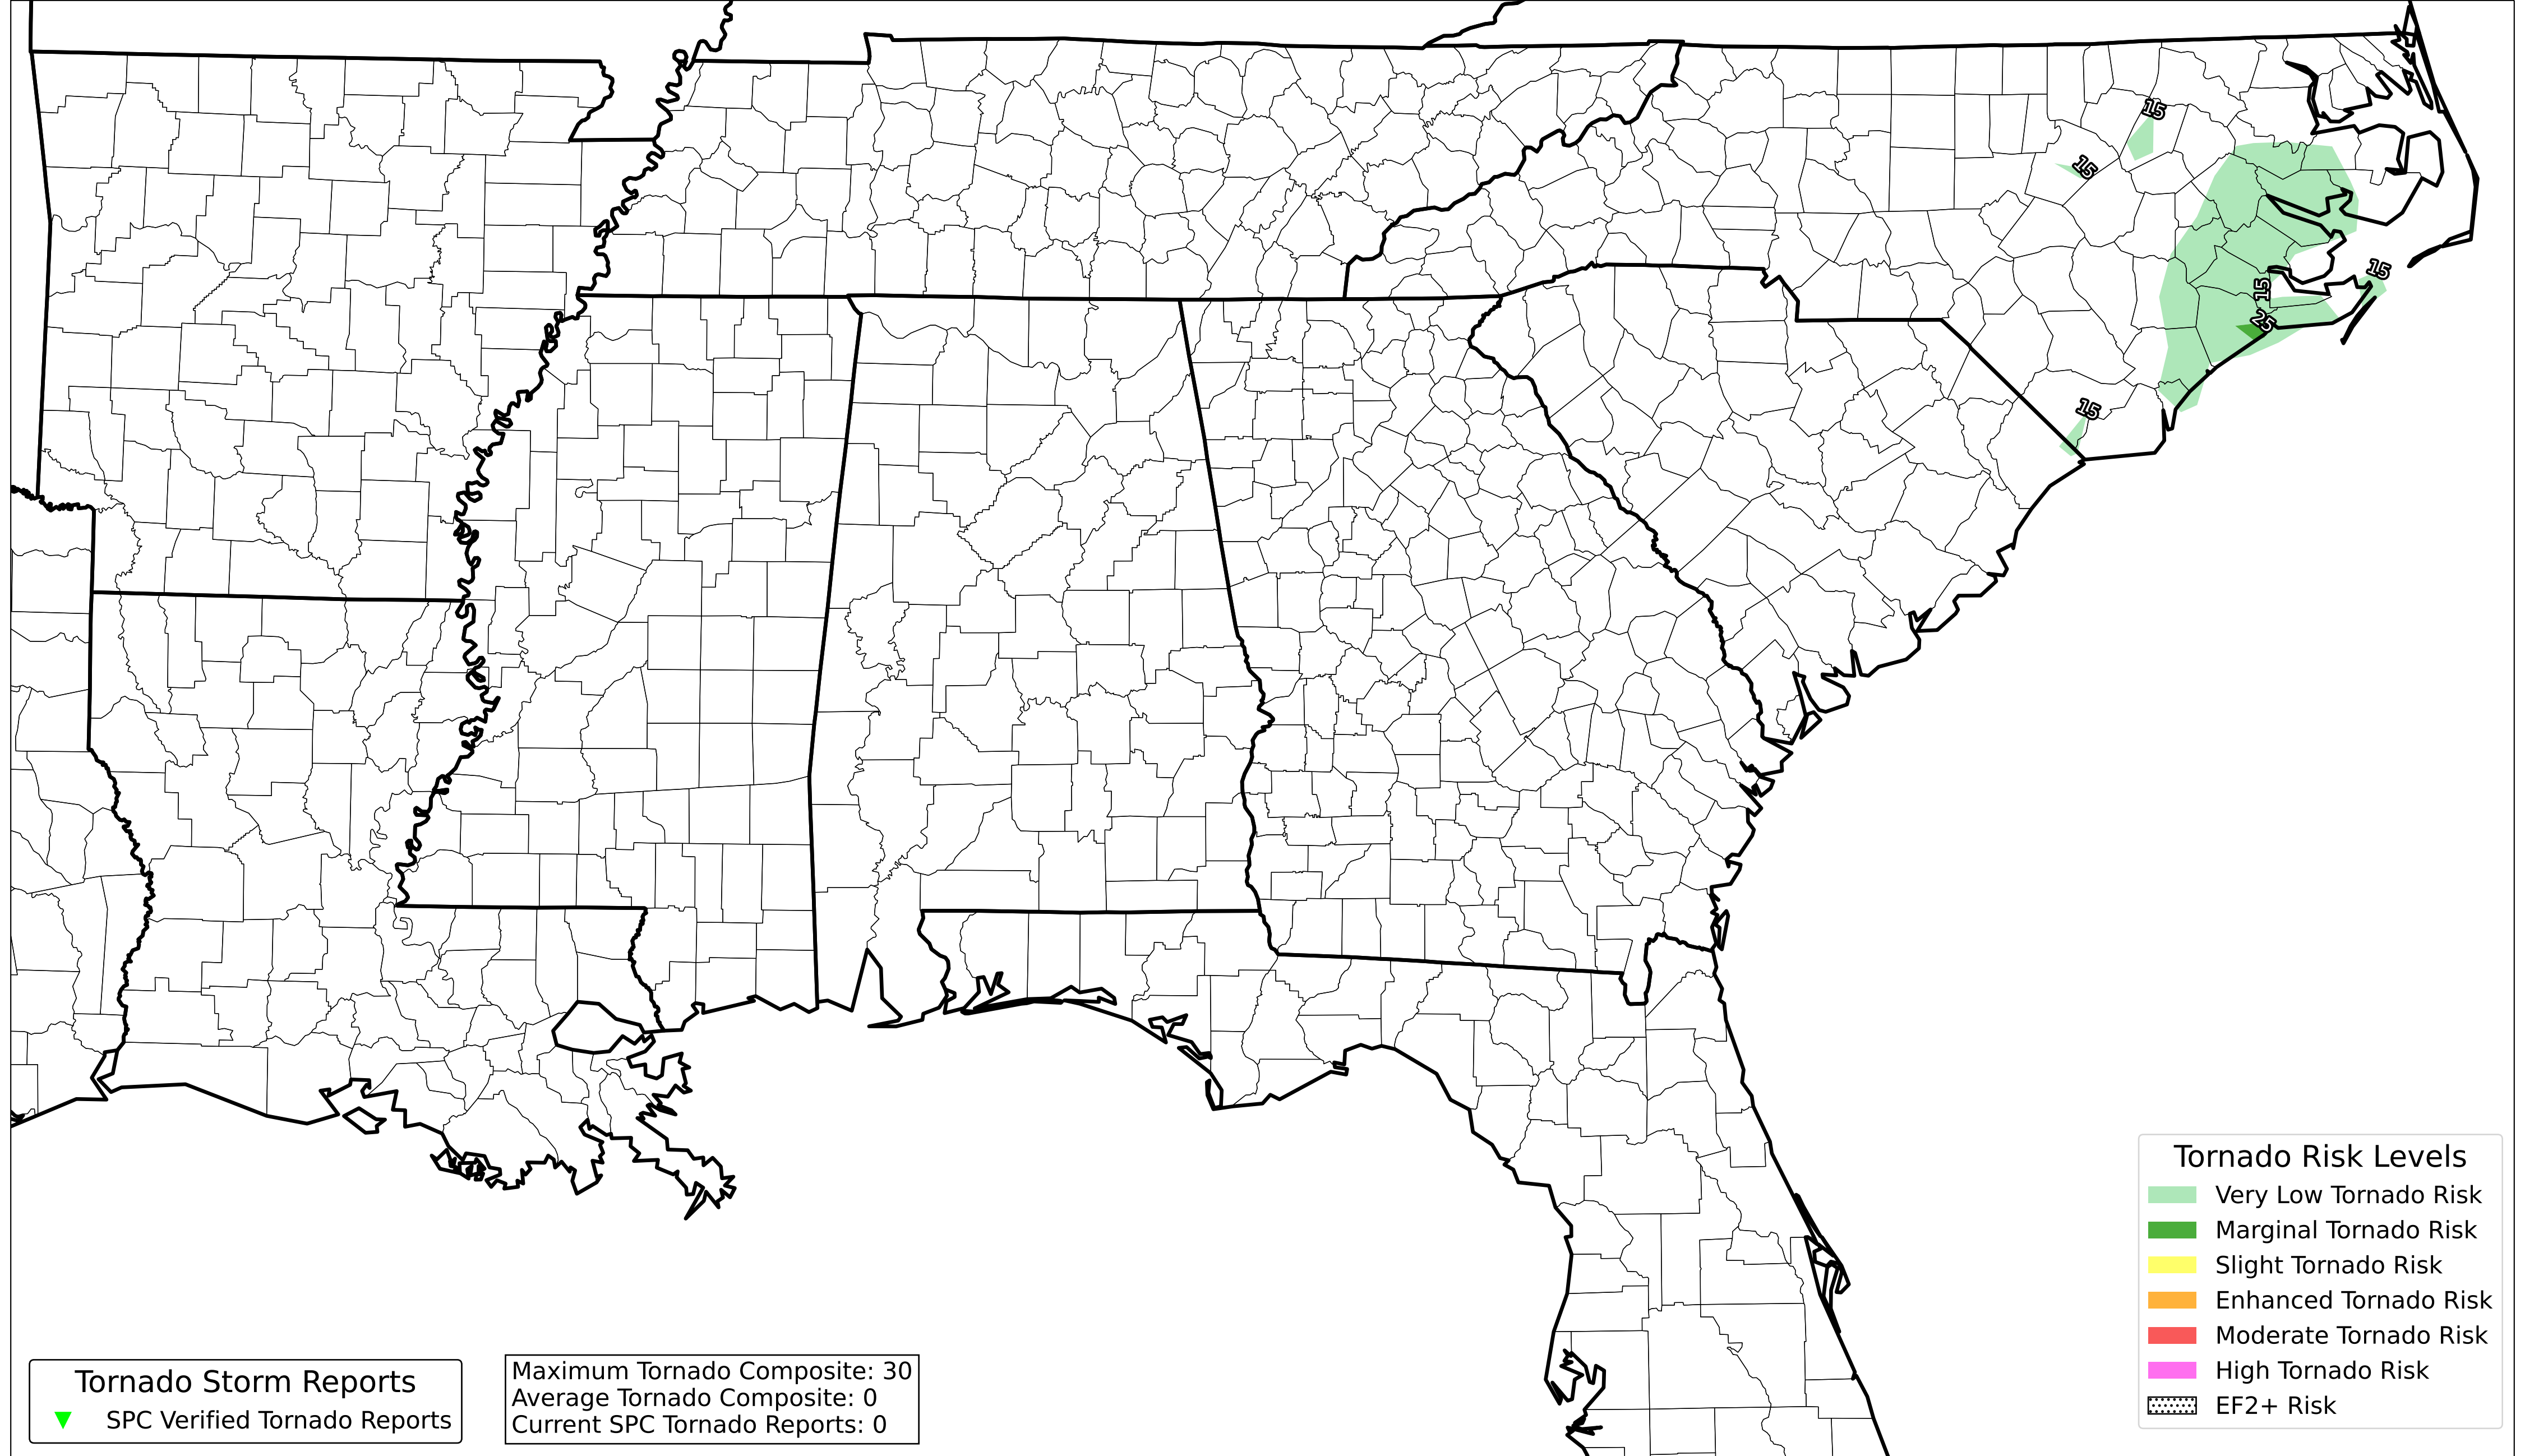 15
15
15
15
25
15
Tornado Risk Levels
Very Low Tornado Risk
Marginal Tornado Risk
Slight Tornado Risk
Enhanced Tornado Risk
Moderate Tornado Risk
High Tornado Risk
EF2+ Risk
Tornado Storm Reports
SPC Verified Tornado Reports
Maximum Tornado Composite: 30
Average Tornado Composite: 0
Current SPC Tornado Reports: 0